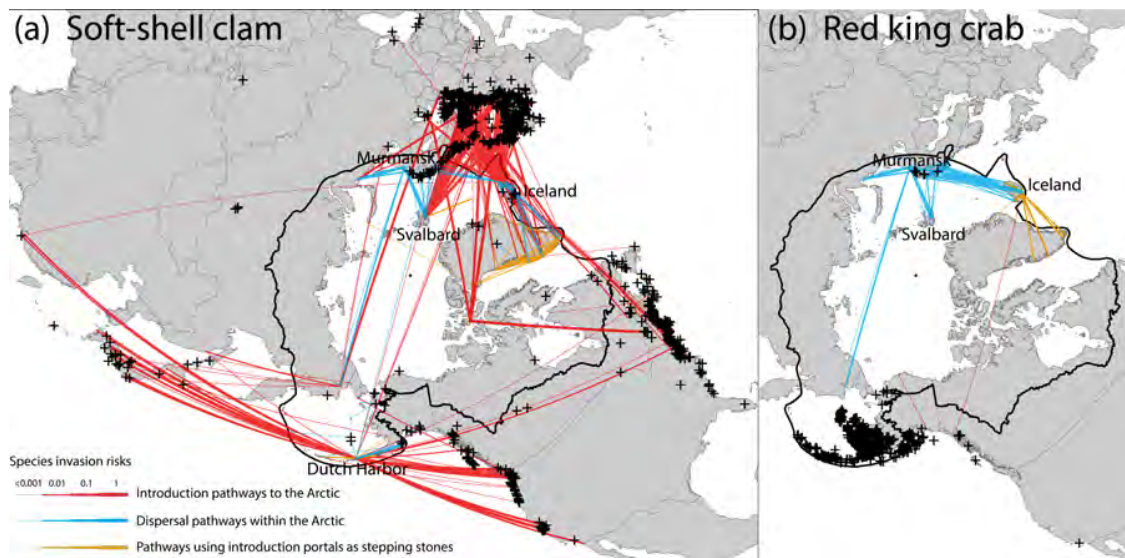 (a) Soft-shell clam
(b) Red king crab
Murmansk
Iceland
Svalbard
Dutch Harbor
Murmansk
Iceland
Svalbard
Species invasion risks
≤0.001 0.01 0.1 1
Introduction pathways to the Arctic
Dispersal pathways within the Arctic
Pathways using introduction portals as stepping stones